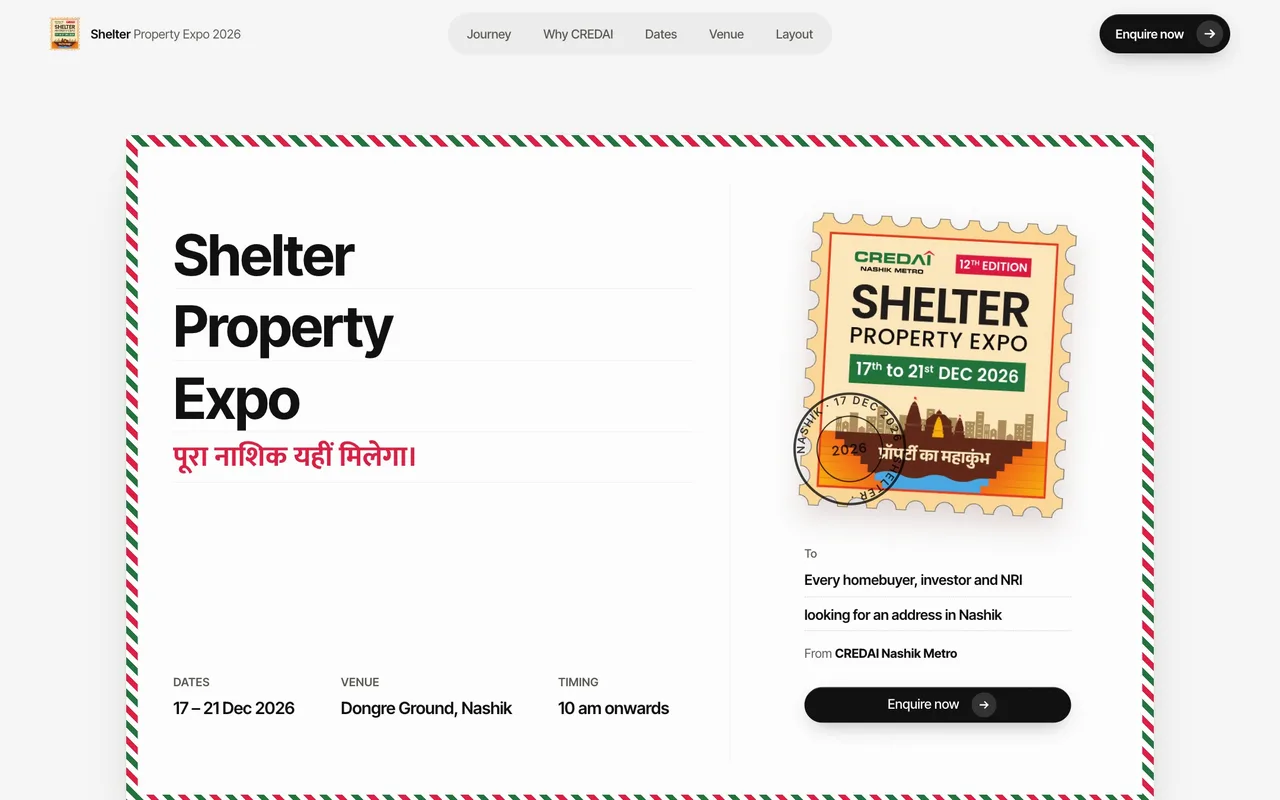 Shelter Property Expo 2026
Journey
Why CREDAI
Dates
Venue
Layout
Enquire now
Shelter
Property
Expo
पूरा नाशिक यहीं मिलेगा।
DATES
17 – 21 Dec 2026
VENUE
Dongre Ground, Nashik
TIMING
10 am onwards
CREDAI
NASHIK METRO
12TH EDITION
SHELTER
PROPERTY EXPO
17th to 21st DEC 2026
प्रॉपर्टी का महाकुंभ
NASHIK · 17 DEC 2026 · SHELTER ·
2026
To
Every homebuyer, investor and NRI
looking for an address in Nashik
From CREDAI Nashik Metro
Enquire now